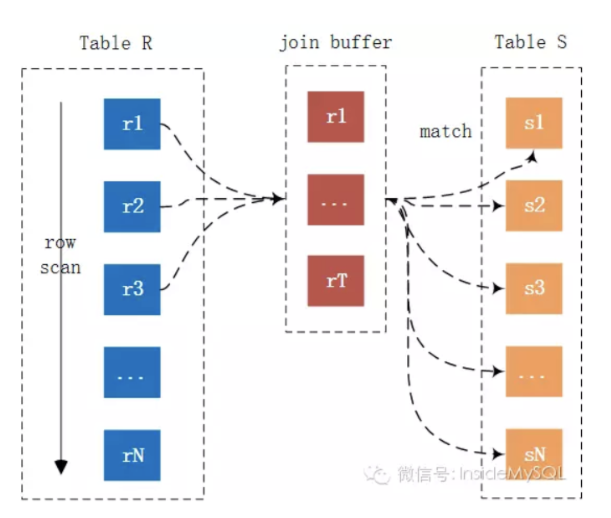 Table R
join buffer
Table S
r1
r2
r3
...
rN
row
scan
r1
...
rT
match
s1
s2
s3
...
sN
微信号: InsideMySQL